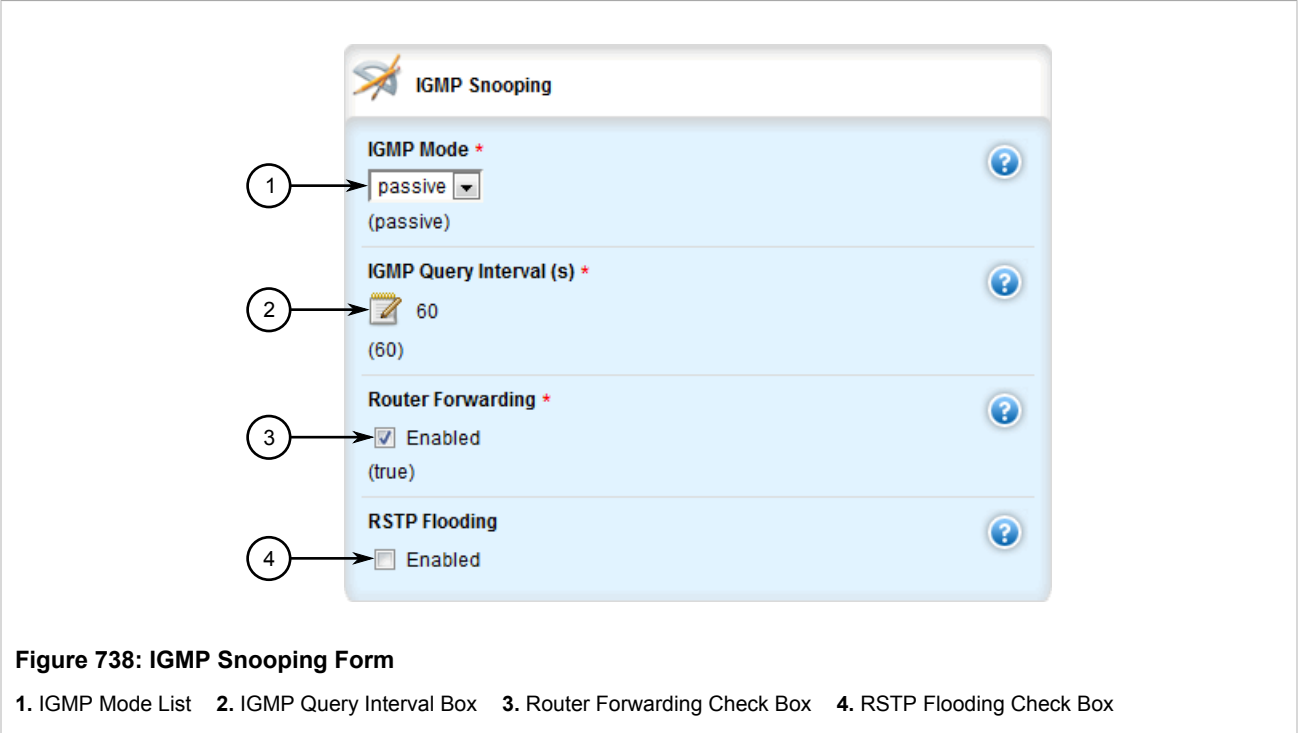 IGMP Snooping
IGMP Mode *
1
passive
(passive)
IGMP Query Interval (s) *
2
60
(60)
Router Forwarding *
3
Enabled
(true)
RSTP Flooding
4
Enabled
?
?
?
?
Figure 738: IGMP Snooping Form
1. IGMP Mode List 2. IGMP Query Interval Box 3. Router Forwarding Check Box 4. RSTP Flooding Check Box